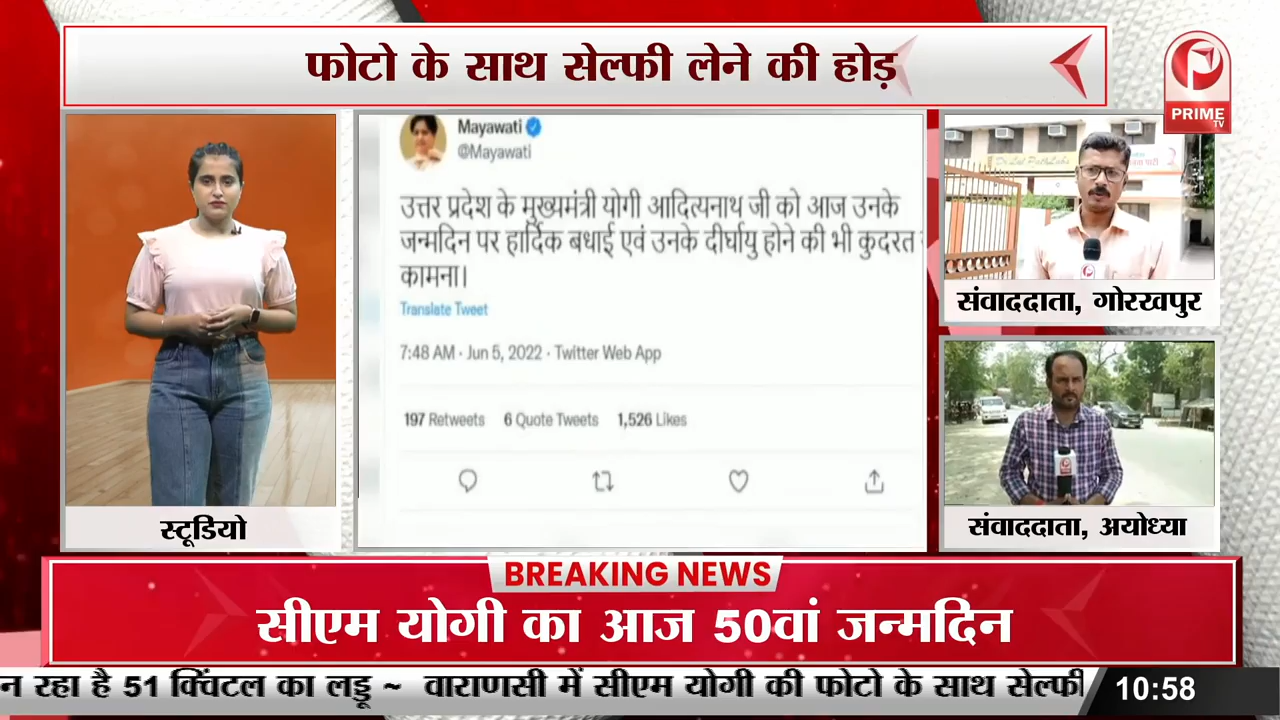 फोटो के साथ सेल्फी लेने की होड़
PRIME
TV
Mayawati
@Mayawati
उत्तर प्रदेश के मुख्यमंत्री योगी आदित्यनाथ जी को आज उनके
जन्मदिन पर हार्दिक बधाई एवं उनके दीर्घायु होने की भी कुदरत
कामना।
Translate Tweet
7:48 AM · Jun 5, 2022 · Twitter Web App
197 Retweets 6 Quote Tweets 1,526 Likes
Dr. Lal PathLabs
संवाददाता, गोरखपुर
स्टूडियो
संवाददाता, अयोध्या
BREAKING NEWS
सीएम योगी का आज 50वां जन्मदिन
न रहा है 51 क्विंटल का लड्डू ~ वाराणसी में सीएम योगी की फोटो के साथ सेल्फी
10:58